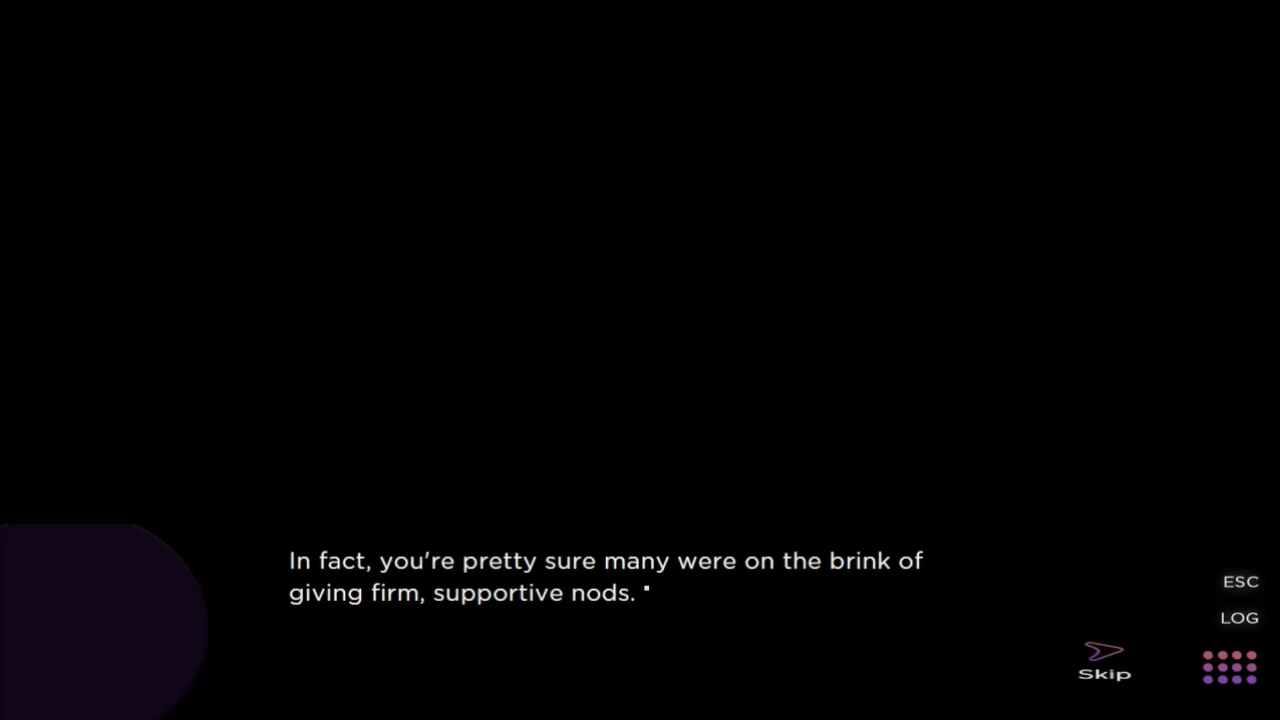 In fact, you're pretty sure many were on the brink of
giving firm, supportive nods.
ESC
LOG
Skip